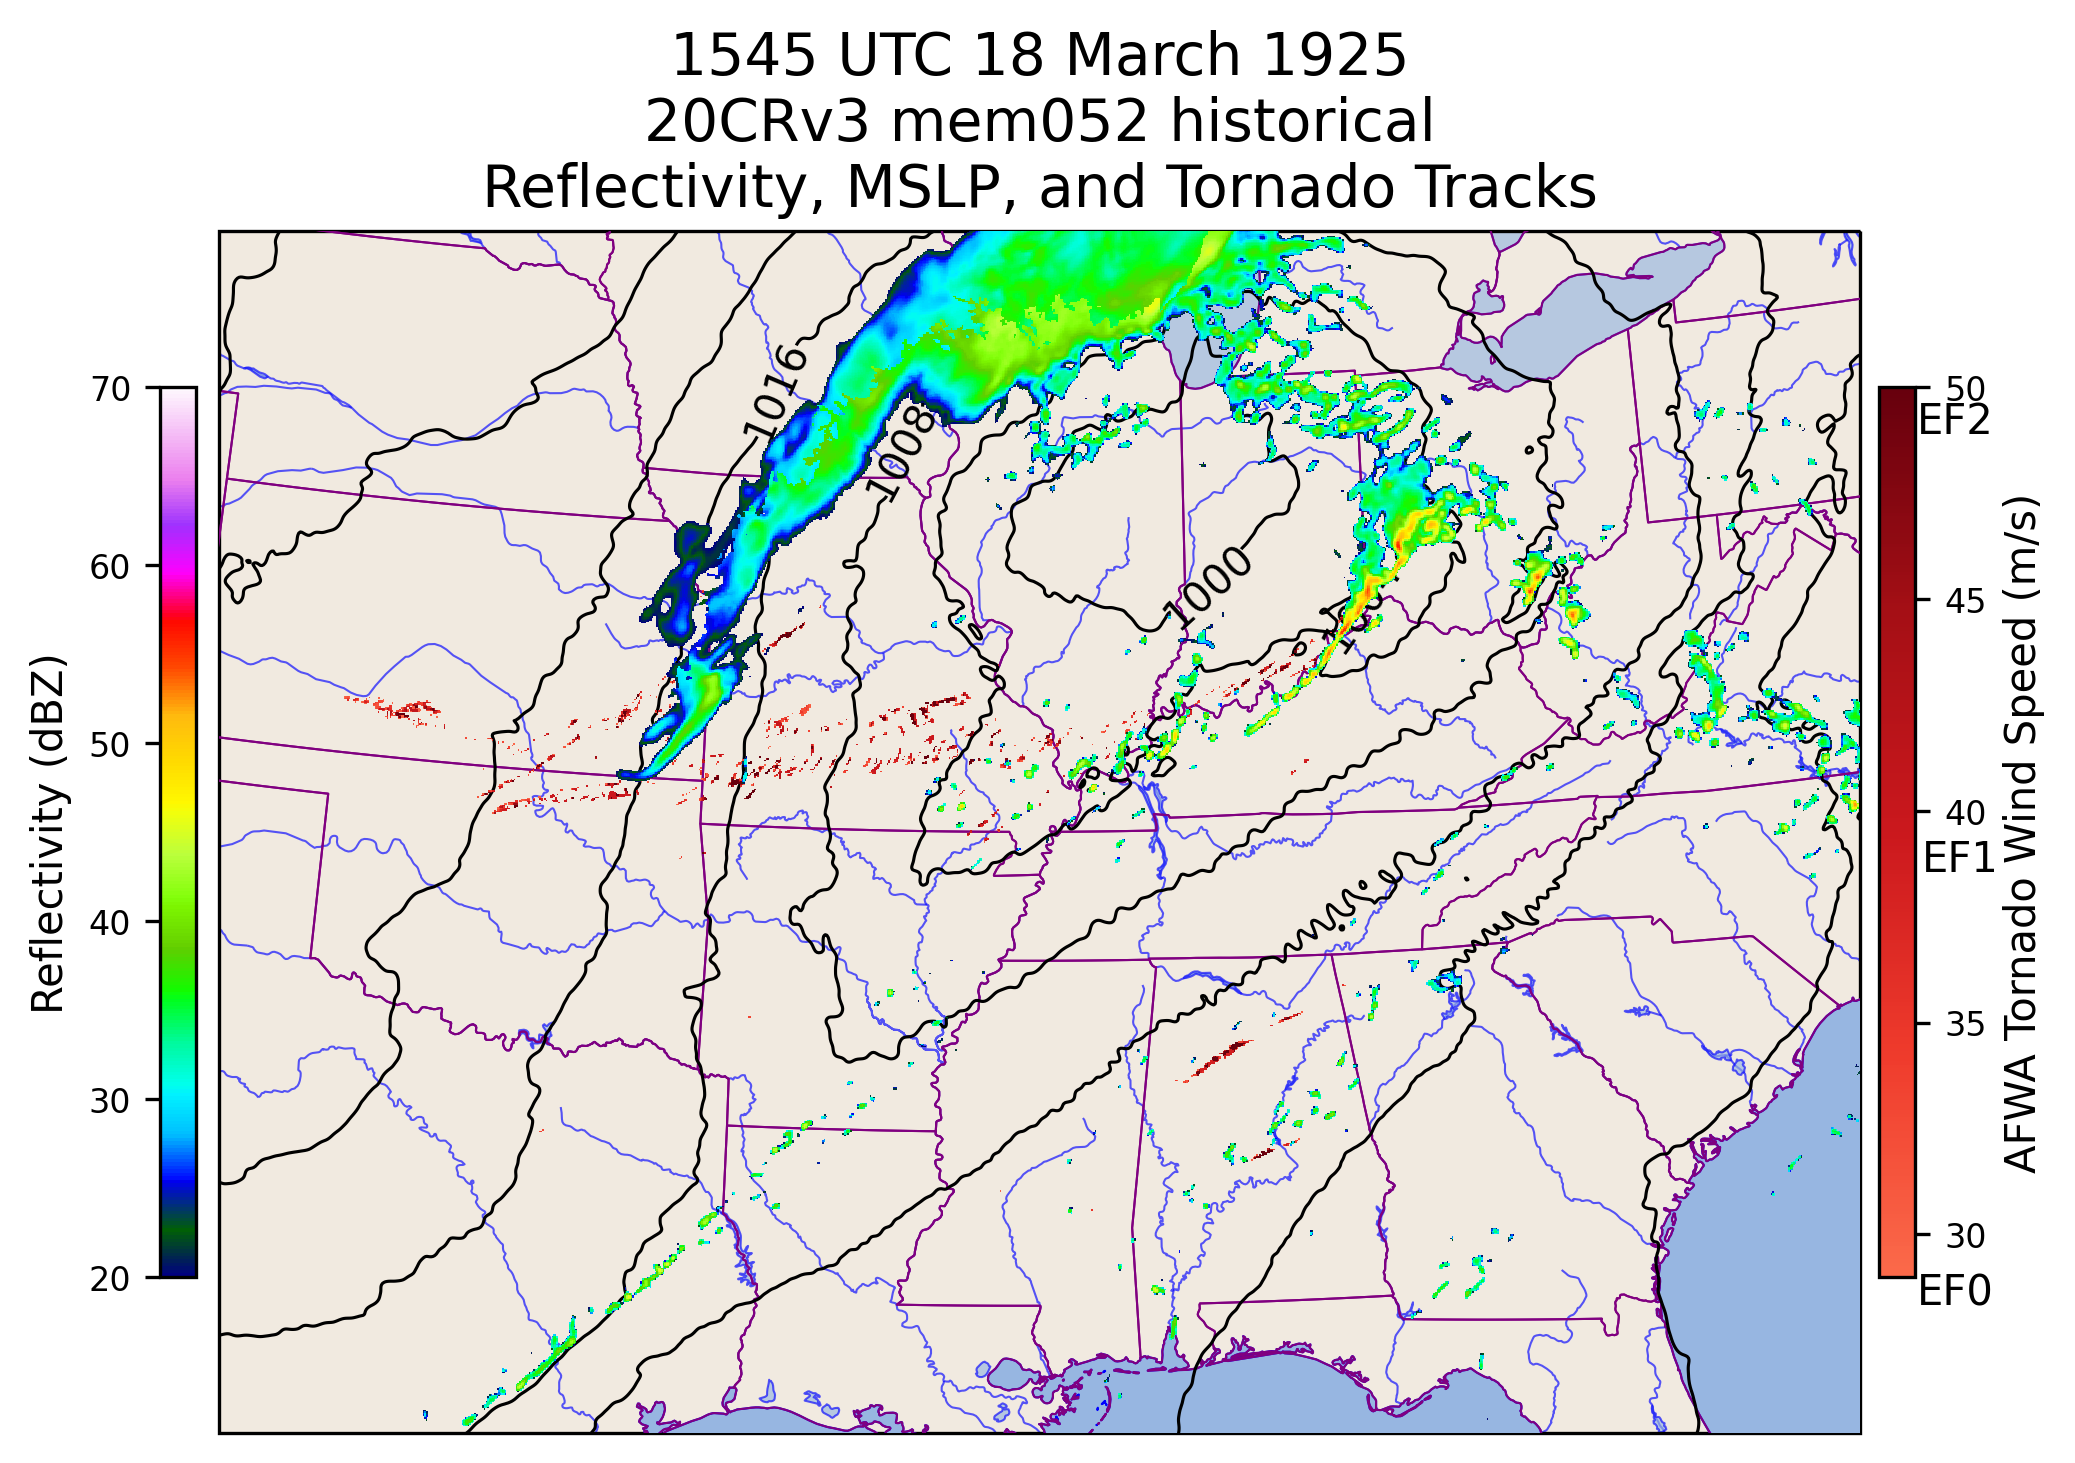 1545 UTC 18 March 1925
20CRv3 mem052 historical
Reflectivity, MSLP, and Tornado Tracks
Reflectivity (dBZ)
70
60
50
40
30
20
1016
1008
1000
50
EF2
45
40
EF1
35
30
EF0
AFWA Tornado Wind Speed (m/s)